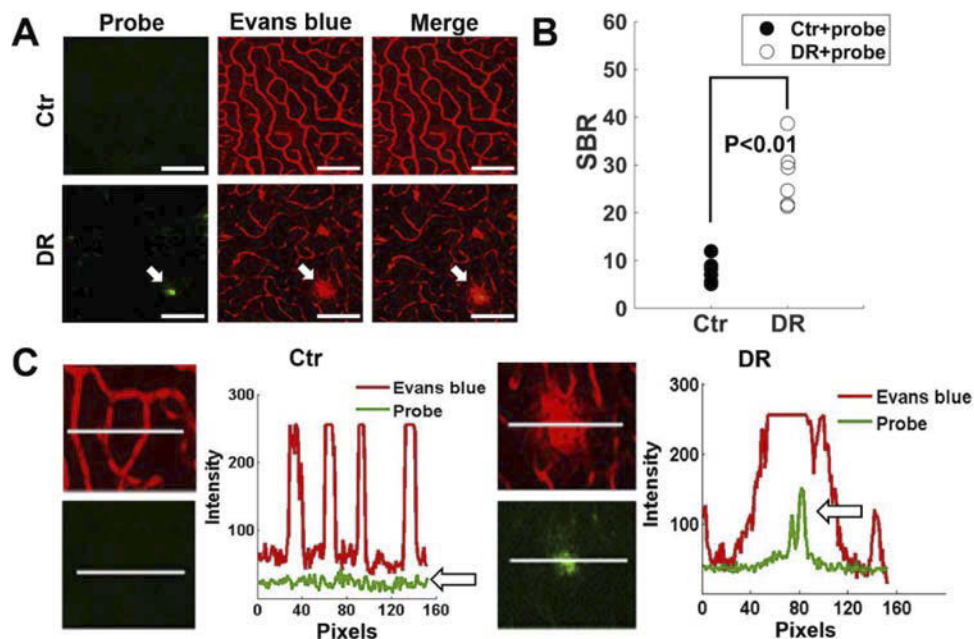 A
Probe
Evans blue
Merge
Ctr
DR
B
60
50
40
30
20
10
0
SBR
Ctr+probe
DR+probe
P<0.01
Ctr
DR
C
Ctr
Evans blue
Probe
300
200
100
Intensity
0 40 80 120 160
Pixels
DR
Evans blue
Probe
300
200
100
Intensity
0 40 80 120 160
Pixels